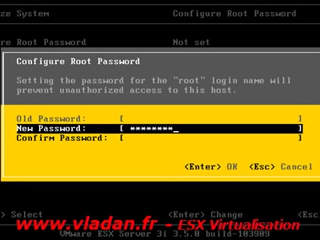 ze System Configure Root Password
re Root Password Not set
Configure Root Password
Setting the password for the "root" login name will
prevent unauthorized access to this host.
Old Password: [ ]
New Password: [ ********_ ]
Confirm Password: [ ]
<Enter> OK <Esc> Cancel
> Select <Enter> Change <Esc>
www.vladan.fr - ESX Virtualisation
VMware ESX Server 3i 3.5.0 build-103909